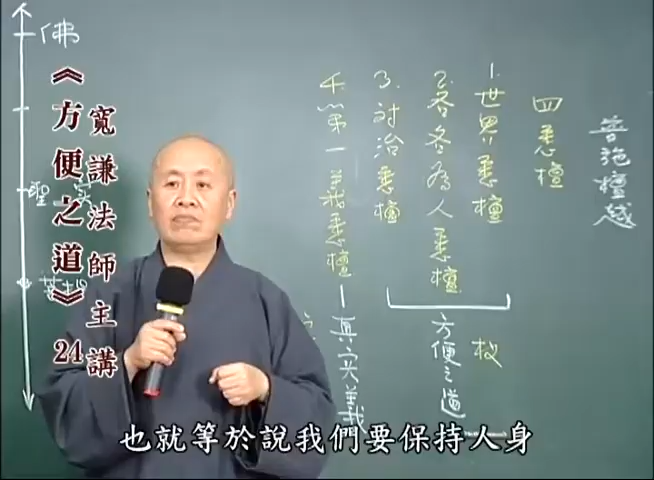 普施檀越
四悉檀
1. 世界悉檀
2. 各各為人悉檀
3. 対治悉檀
4. 第一義悉檀 — 真实義
权
方便之道
佛
聖
《方便之道》24
寬謙法師主講
也就等於說我們要保持人身